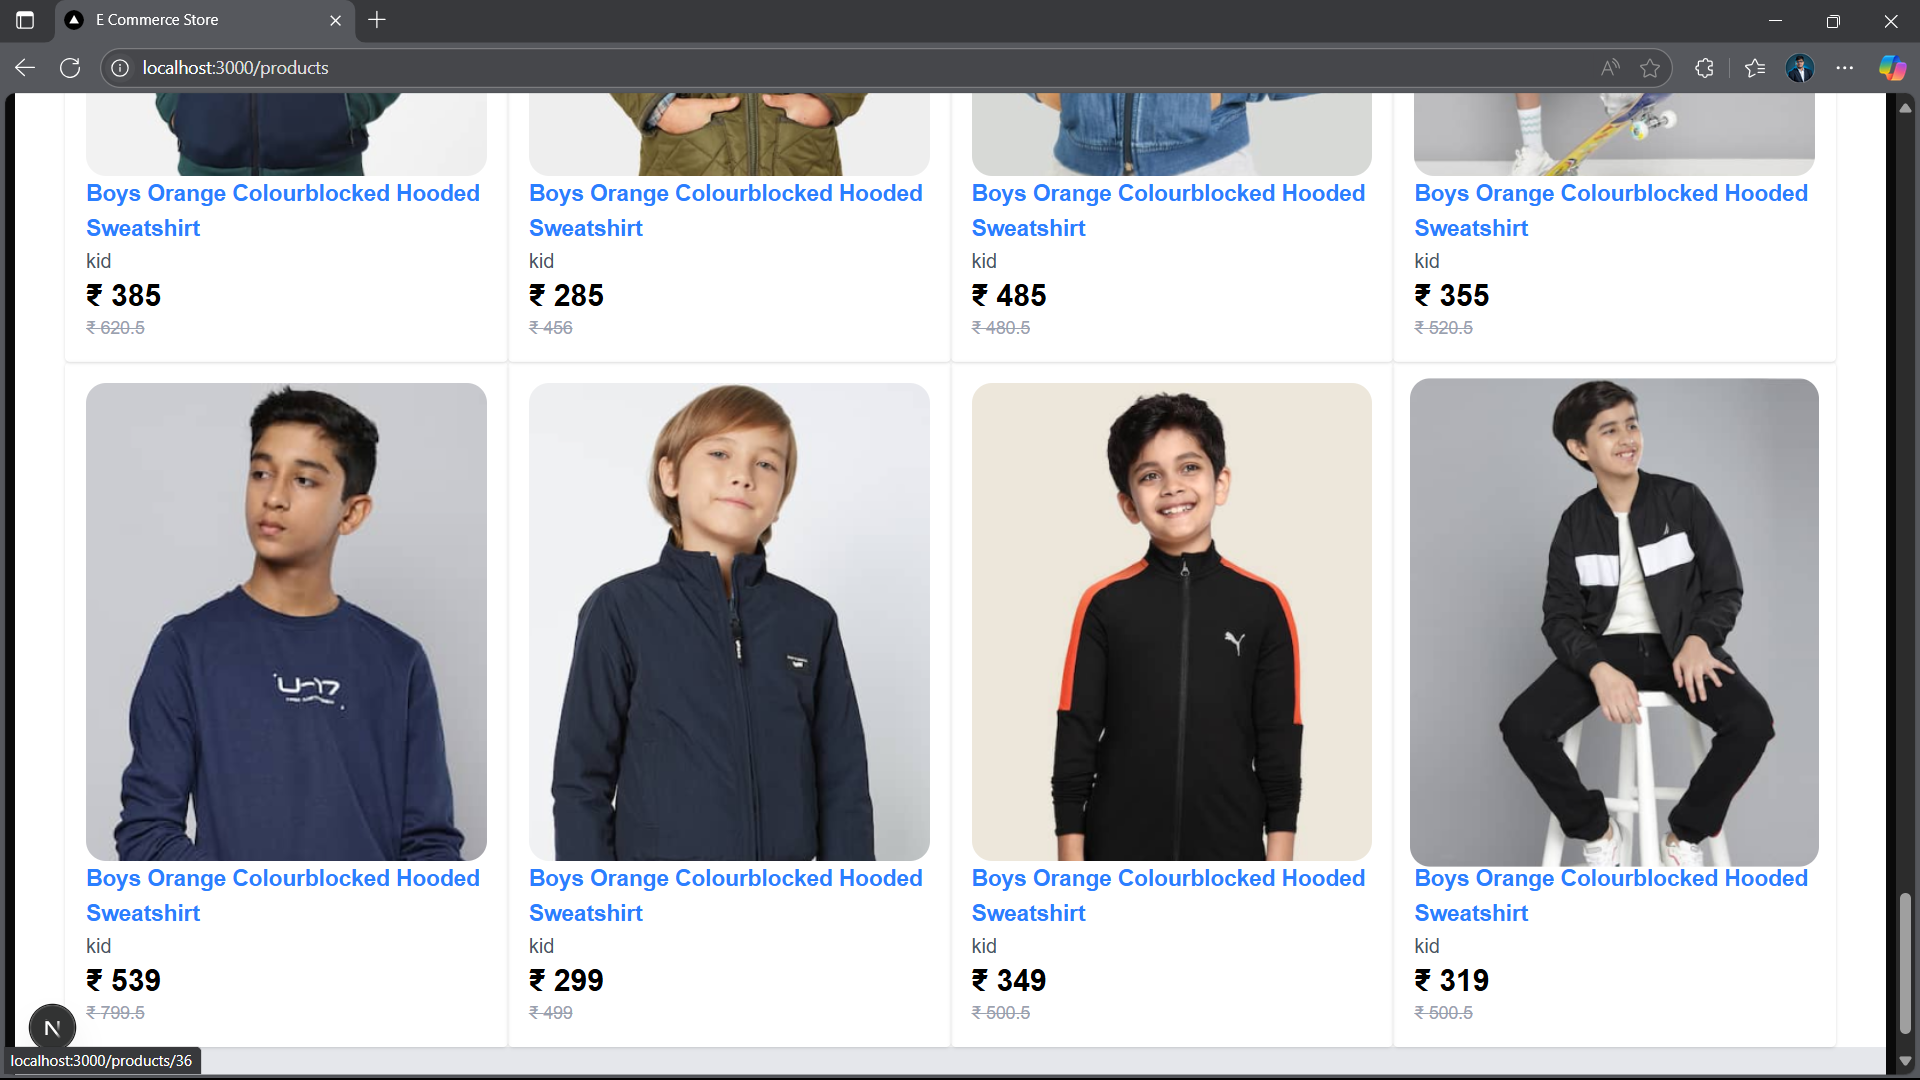 E Commerce Store
localhost:3000/products
Boys Orange Colourblocked Hooded Sweatshirt
kid
₹ 385
₹ 620.5
Boys Orange Colourblocked Hooded Sweatshirt
kid
₹ 285
₹ 456
Boys Orange Colourblocked Hooded Sweatshirt
kid
₹ 485
₹ 480.5
Boys Orange Colourblocked Hooded Sweatshirt
kid
₹ 355
₹ 520.5
U-17
Boys Orange Colourblocked Hooded Sweatshirt
kid
₹ 539
₹ 799.5
Boys Orange Colourblocked Hooded Sweatshirt
kid
₹ 299
₹ 499
Boys Orange Colourblocked Hooded Sweatshirt
kid
₹ 349
₹ 500.5
Boys Orange Colourblocked Hooded Sweatshirt
kid
₹ 319
₹ 500.5
N
localhost:3000/products/36